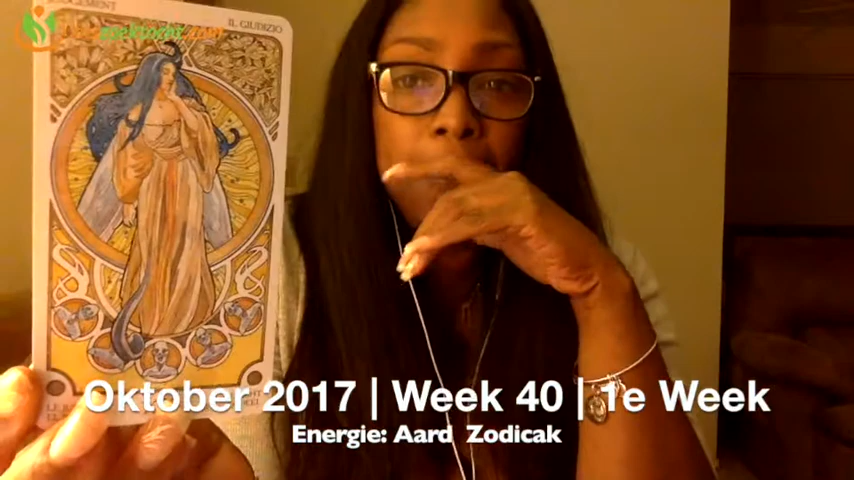 JUDGEMENT
IL GIUDIZIO
Oktober 2017 | Week 40 | 1e Week
Energie: Aard Zodicak